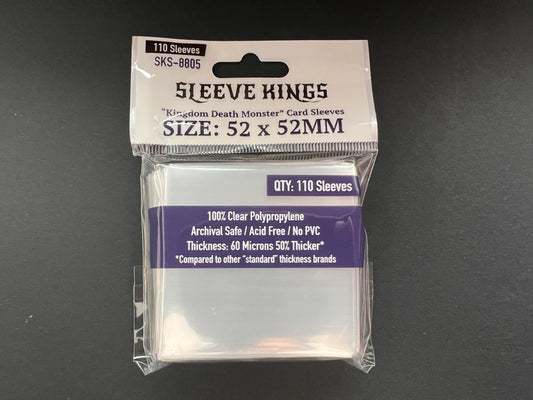 110 Sleeves
SKS-8805
SLEEVE KINGS
"Kingdom Death Monster" Card Sleeves
SIZE: 52 x 52MM
QTY: 110 Sleeves
100% Clear Polypropylene
Archival Safe / Acid Free / No PVC
Thickness: 60 Microns 50% Thicker*
*Compared to other "standard" thickness brands